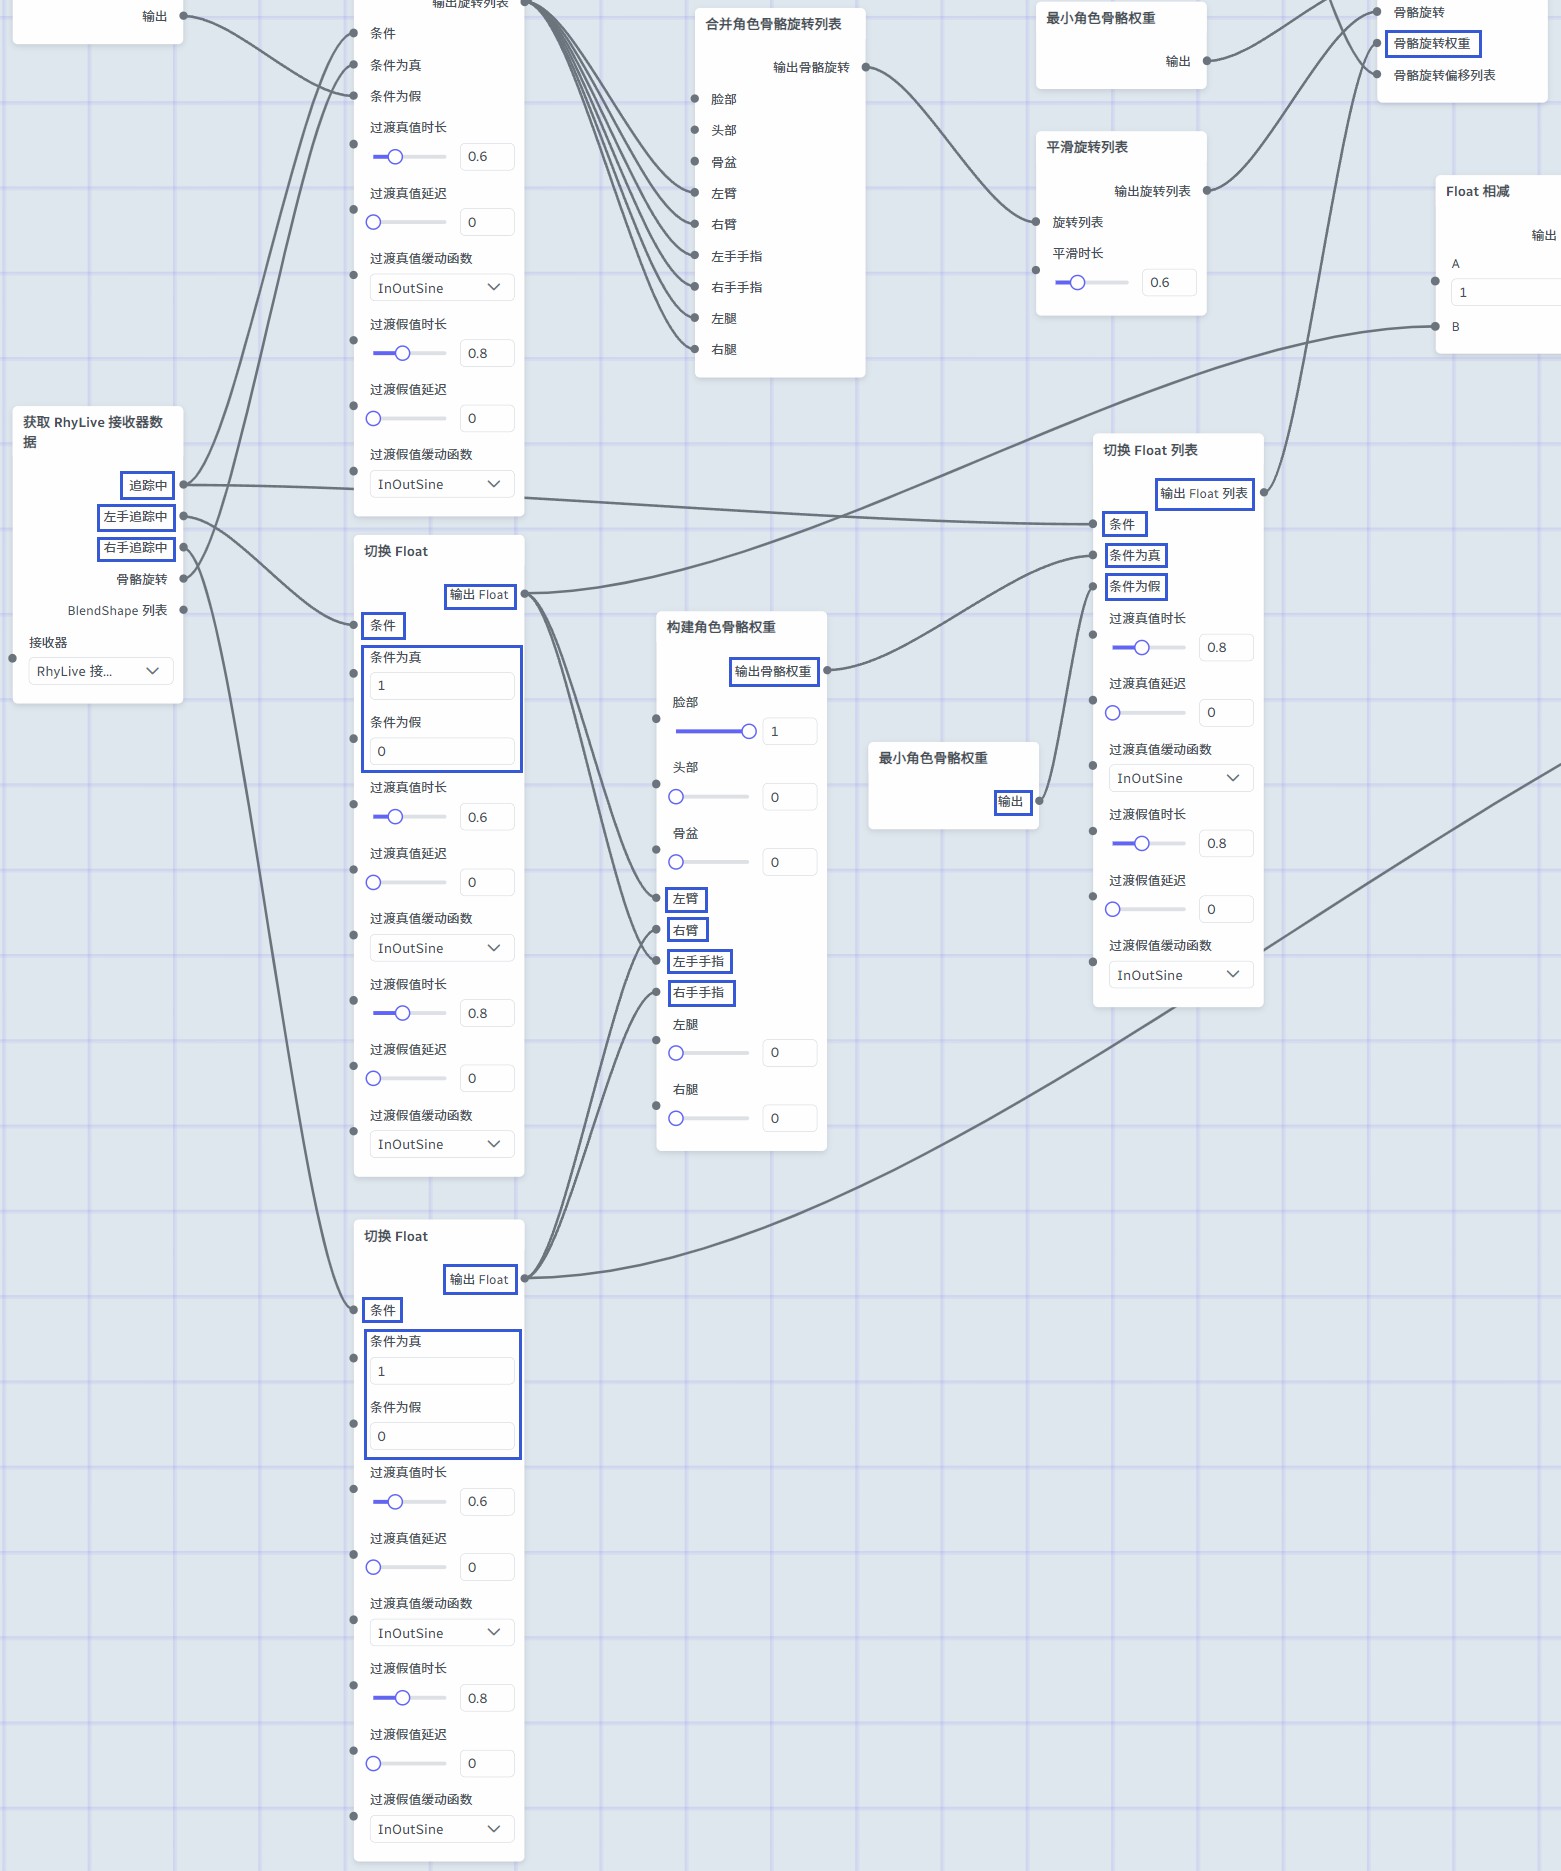 输出
输出旋转列表
条件
条件为真
条件为假
过渡真值时长
0.6
过渡真值延迟
0
过渡真值缓动函数
InOutSine
过渡假值时长
0.8
过渡假值延迟
0
过渡假值缓动函数
InOutSine
合并角色骨骼旋转列表
输出骨骼旋转
脸部
头部
骨盆
左臂
右臂
左手手指
右手手指
左腿
右腿
最小角色骨骼权重
输出
平滑旋转列表
输出旋转列表
旋转列表
平滑时长
0.6
骨骼旋转
骨骼旋转权重
骨骼旋转偏移列表
Float 相减
输出
A
1
B
获取 RhyLive 接收器数
据
追踪中
左手追踪中
右手追踪中
骨骼旋转
BlendShape 列表
接收器
RhyLive 接...
切换 Float
输出 Float
条件
条件为真
1
条件为假
0
过渡真值时长
0.6
过渡真值延迟
0
过渡真值缓动函数
InOutSine
过渡假值时长
0.8
过渡假值延迟
0
过渡假值缓动函数
InOutSine
构建角色骨骼权重
输出骨骼权重
脸部
1
头部
0
骨盆
0
左臂
右臂
左手手指
右手手指
左腿
0
右腿
0
最小角色骨骼权重
输出
切换 Float 列表
输出 Float 列表
条件
条件为真
条件为假
过渡真值时长
0.8
过渡真值延迟
0
过渡真值缓动函数
InOutSine
过渡假值时长
0.8
过渡假值延迟
0
过渡假值缓动函数
InOutSine
切换 Float
输出 Float
条件
条件为真
1
条件为假
0
过渡真值时长
0.6
过渡真值延迟
0
过渡真值缓动函数
InOutSine
过渡假值时长
0.8
过渡假值延迟
0
过渡假值缓动函数
InOutSine